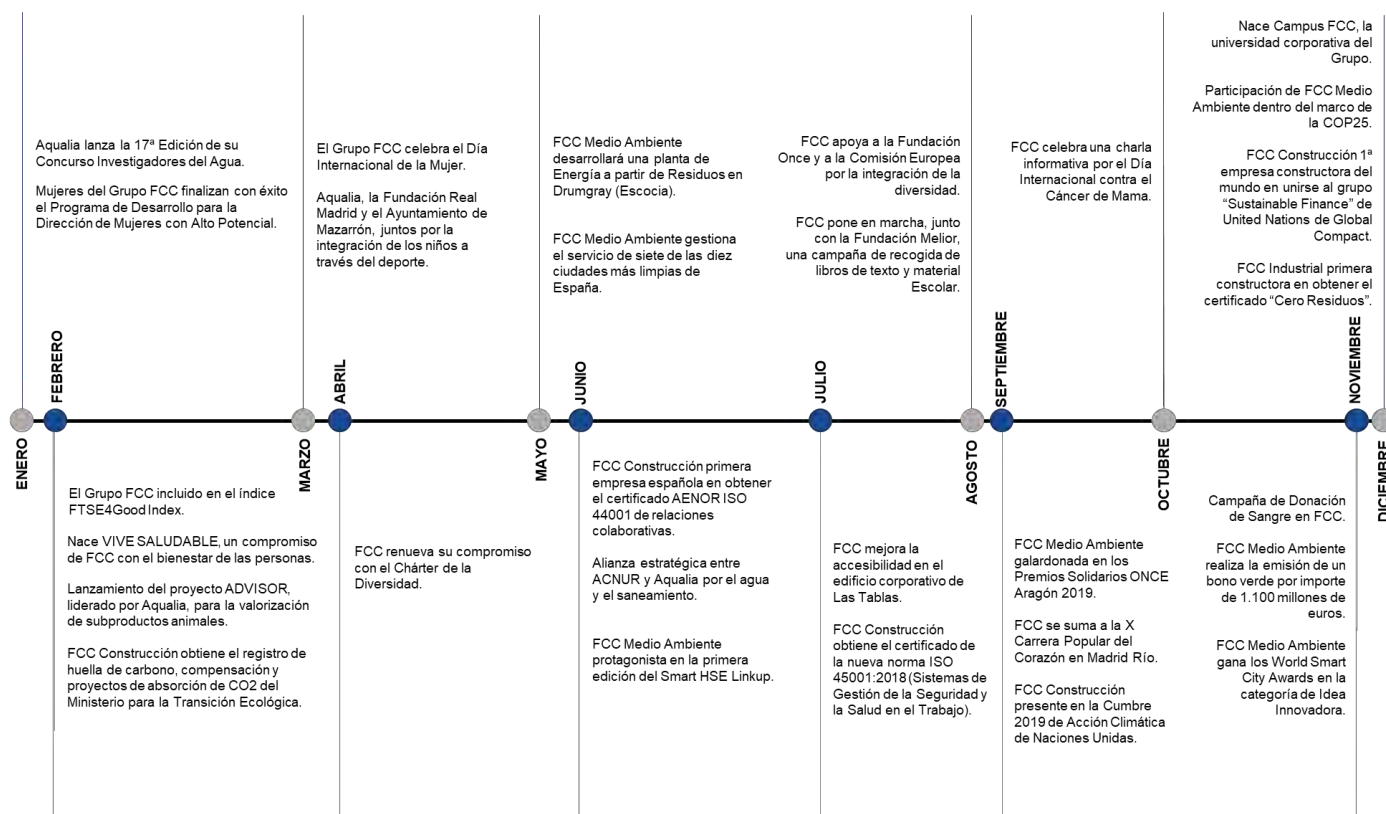 Nace Campus FCC, la
universidad corporativa del
Grupo.
Participación de FCC Medio
Ambiente dentro del marco de
la COP25.
FCC Construcción 1ª
empresa constructora del
mundo en unirse al grupo
“Sustainable Finance” de
United Nations de Global
Compact.
FCC Industrial primera
constructora en obtener el
certificado “Cero Residuos”.
Aqualia lanza la 17ª Edición de su
Concurso Investigadores del Agua.
Mujeres del Grupo FCC finalizan con éxito
el Programa de Desarrollo para la
Dirección de Mujeres con Alto Potencial.
El Grupo FCC celebra el Día
Internacional de la Mujer.
Aqualia, la Fundación Real
Madrid y el Ayuntamiento de
Mazarrón, juntos por la
integración de los niños a
través del deporte.
FCC Medio Ambiente
desarrollará una planta de
Energía a partir de Residuos en
Drumgray (Escocia).
FCC Medio Ambiente gestiona
el servicio de siete de las diez
ciudades más limpias de
España.
FCC apoya a la Fundación
Once y a la Comisión Europea
por la integración de la
diversidad.
FCC pone en marcha, junto
con la Fundación Melior,
una campaña de recogida de
libros de texto y material
Escolar.
FCC celebra una charla
informativa por el Día
Internacional contra el
Cáncer de Mama.
ENERO
FEBRERO
MARZO
ABRIL
MAYO
JUNIO
JULIO
AGOSTO
SEPTIEMBRE
OCTUBRE
NOVIEMBRE
DICIEMBRE
El Grupo FCC incluido en el índice
FTSE4Good Index.
Nace VIVE SALUDABLE, un compromiso
de FCC con el bienestar de las personas.
Lanzamiento del proyecto ADVISOR,
liderado por Aqualia, para la valorización
de subproductos animales.
FCC Construcción obtiene el registro de
huella de carbono, compensación y
proyectos de absorción de CO2 del
Ministerio para la Transición Ecológica.
FCC renueva su compromiso
con el Chárter de la
Diversidad.
FCC Construcción primera
empresa española en obtener
el certificado AENOR ISO
44001 de relaciones
colaborativas.
Alianza estratégica entre
ACNUR y Aqualia por el agua
y el saneamiento.
FCC Medio Ambiente
protagonista en la primera
edición del Smart HSE Linkup.
FCC mejora la
accesibilidad en el
edificio corporativo de
Las Tablas.
FCC Construcción
obtiene el certificado de
la nueva norma ISO
45001:2018 (Sistemas de
Gestión de la Seguridad y
la Salud en el Trabajo).
FCC Medio Ambiente
galardonada en los
Premios Solidarios ONCE
Aragón 2019.
FCC se suma a la X
Carrera Popular del
Corazón en Madrid Río.
FCC Construcción
presente en la Cumbre
2019 de Acción Climática
de Naciones Unidas.
Campaña de Donación
de Sangre en FCC.
FCC Medio Ambiente
realiza la emisión de un
bono verde por importe
de 1.100 millones de
euros.
FCC Medio Ambiente
gana los World Smart
City Awards en la
categoría de Idea
Innovadora.